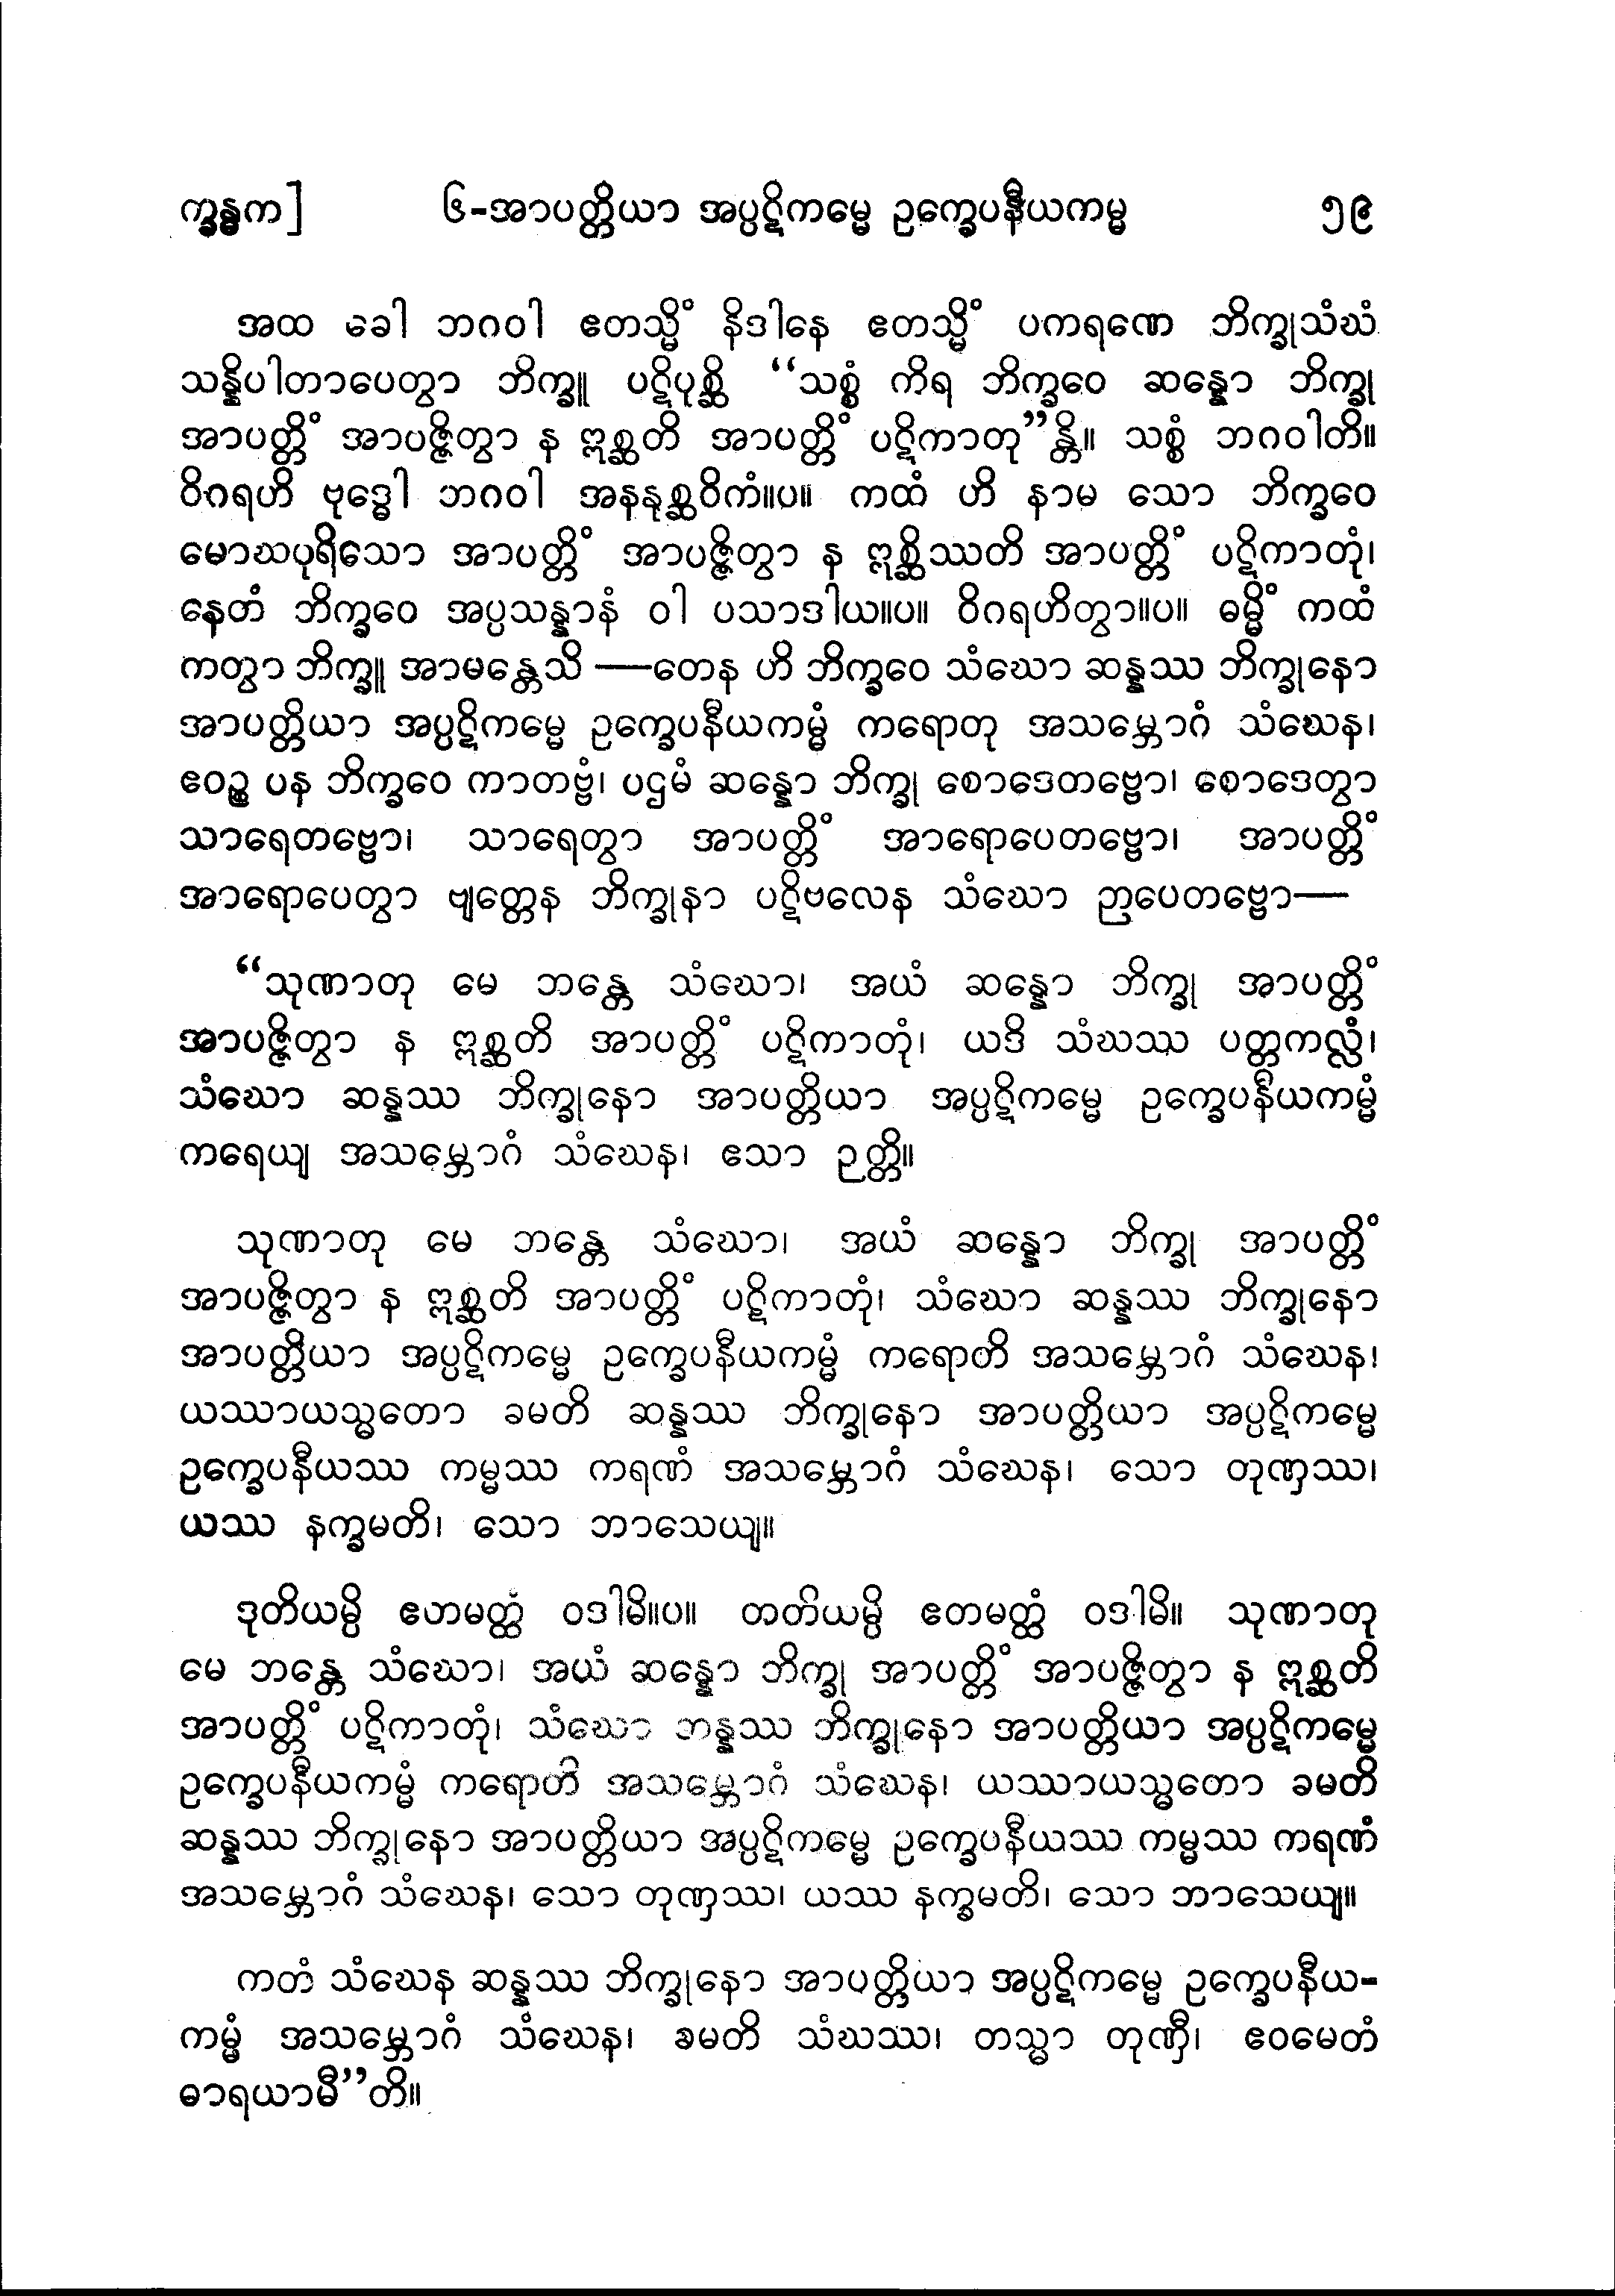 က္ခန္ဓက] ၆-အာပတ္တိယာ အပ္ပဋိကမ္မေ ဥက္ခေပနီယကမ္မ ၅၉
အထ ခေါ ဘဂဝါ ဧတသ္မိံ နိဒါနေ ဧတသ္မိံ ပကရဏေ ဘိက္ခုသံဃံ
သန္နိပါတာပေတွာ ဘိက္ခူ ပဋိပုစ္ဆိ “သစ္စံ ကိရ ဘိက္ခဝေ ဆန္နော ဘိက္ခု
အာပတ္တိံ အာပဇ္ဇိတွာ န ဣစ္ဆတိ အာပတ္တိံ ပဋိကာတု”န္တိ။ သစ္စံ ဘဂဝါတိ။
ဝိဂရဟိ ဗုဒ္ဓေါ ဘဂဝါ အနနုစ္ဆဝိကံ။ပ။ ကထံ ဟိ နာမ သော ဘိက္ခဝေ
မောဃပုရိသော အာပတ္တိံ အာပဇ္ဇိတွာ န ဣစ္ဆိဿတိ အာပတ္တိံ ပဋိကာတုံ၊
နေတံ ဘိက္ခဝေ အပ္ပသန္နာနံ ဝါ ပသာဒါယ။ပ။ ဝိဂရဟိတွာ။ပ။ ဓမ္မိံ ကထံ
ကတွာ ဘိက္ခူ အာမန္တေသိ —တေန ဟိ ဘိက္ခဝေ သံဃော ဆန္နဿ ဘိက္ခုနော
အာပတ္တိယာ အပ္ပဋိကမ္မေ ဥက္ခေပနီယကမ္မံ ကရောတု အသမ္ဘောဂံ သံဃေန၊
ဧဝဉ္စ ပန ဘိက္ခဝေ ကာတဗ္ဗံ၊ ပဌမံ ဆန္နော ဘိက္ခု စောဒေတဗ္ဗော၊ စောဒေတွာ
သာရေတဗ္ဗော၊ သာရေတွာ အာပတ္တိံ အာရောပေတဗ္ဗော၊ အာပတ္တိံ
အာရောပေတွာ ဗျတ္တေန ဘိက္ခုနာ ပဋိဗလေန သံဃော ဉာပေတဗ္ဗော—
“သုဏာတု မေ ဘန္တေ သံဃော၊ အယံ ဆန္နော ဘိက္ခု အာပတ္တိံ
အာပဇ္ဇိတွာ န ဣစ္ဆတိ အာပတ္တိံ ပဋိကာတုံ၊ ယဒိ သံဃဿ ပတ္တကလ္လံ၊
သံဃော ဆန္နဿ ဘိက္ခုနော အာပတ္တိယာ အပ္ပဋိကမ္မေ ဥက္ခေပနီယကမ္မံ
ကရေယျ အသမ္ဘောဂံ သံဃေန၊ ဧသာ ဉတ္တိ။
သုဏာတု မေ ဘန္တေ သံဃော၊ အယံ ဆန္နော ဘိက္ခု အာပတ္တိံ
အာပဇ္ဇိတွာ န ဣစ္ဆတိ အာပတ္တိံ ပဋိကာတုံ၊ သံဃော ဆန္နဿ ဘိက္ခုနော
အာပတ္တိယာ အပ္ပဋိကမ္မေ ဥက္ခေပနီယကမ္မံ ကရောတိ အသမ္ဘောဂံ သံဃေန၊
ယဿာယသ္မတော ခမတိ ဆန္နဿ ဘိက္ခုနော အာပတ္တိယာ အပ္ပဋိကမ္မေ
ဥက္ခေပနီယဿ ကမ္မဿ ကရဏံ အသမ္ဘောဂံ သံဃေန၊ သော တုဏှဿ၊
ယဿ နက္ခမတိ၊ သော ဘာသေယျ။
ဒုတိယမ္ပိ ဧတမတ္ထံ ဝဒါမိ။ပ။ တတိယမ္ပိ ဧတမတ္ထံ ဝဒါမိ။ သုဏာတု
မေ ဘန္တေ သံဃော၊ အယံ ဆန္နော ဘိက္ခု အာပတ္တိံ အာပဇ္ဇိတွာ န ဣစ္ဆတိ
အာပတ္တိံ ပဋိကာတုံ၊ သံဃော ဆန္နဿ ဘိက္ခုနော အာပတ္တိယာ အပ္ပဋိကမ္မေ
ဥက္ခေပနီယကမ္မံ ကရောတိ အသမ္ဘောဂံ သံဃေန၊ ယဿာယသ္မတော ခမတိ
ဆန္နဿ ဘိက္ခုနော အာပတ္တိယာ အပ္ပဋိကမ္မေ ဥက္ခေပနီယဿ ကမ္မဿ ကရဏံ
အသမ္ဘောဂံ သံဃေန၊ သော တုဏှဿ၊ ယဿ နက္ခမတိ၊ သော ဘာသေယျ။
ကတံ သံဃေန ဆန္နဿ ဘိက္ခုနော အာပတ္တိယာ အပ္ပဋိကမ္မေ ဥက္ခေပနီယ-
ကမ္မံ အသမ္ဘောဂံ သံဃေန၊ ခမတိ သံဃဿ၊ တသ္မာ တုဏှီ၊ ဧဝမေတံ
ဓာရယာမီ”တိ။